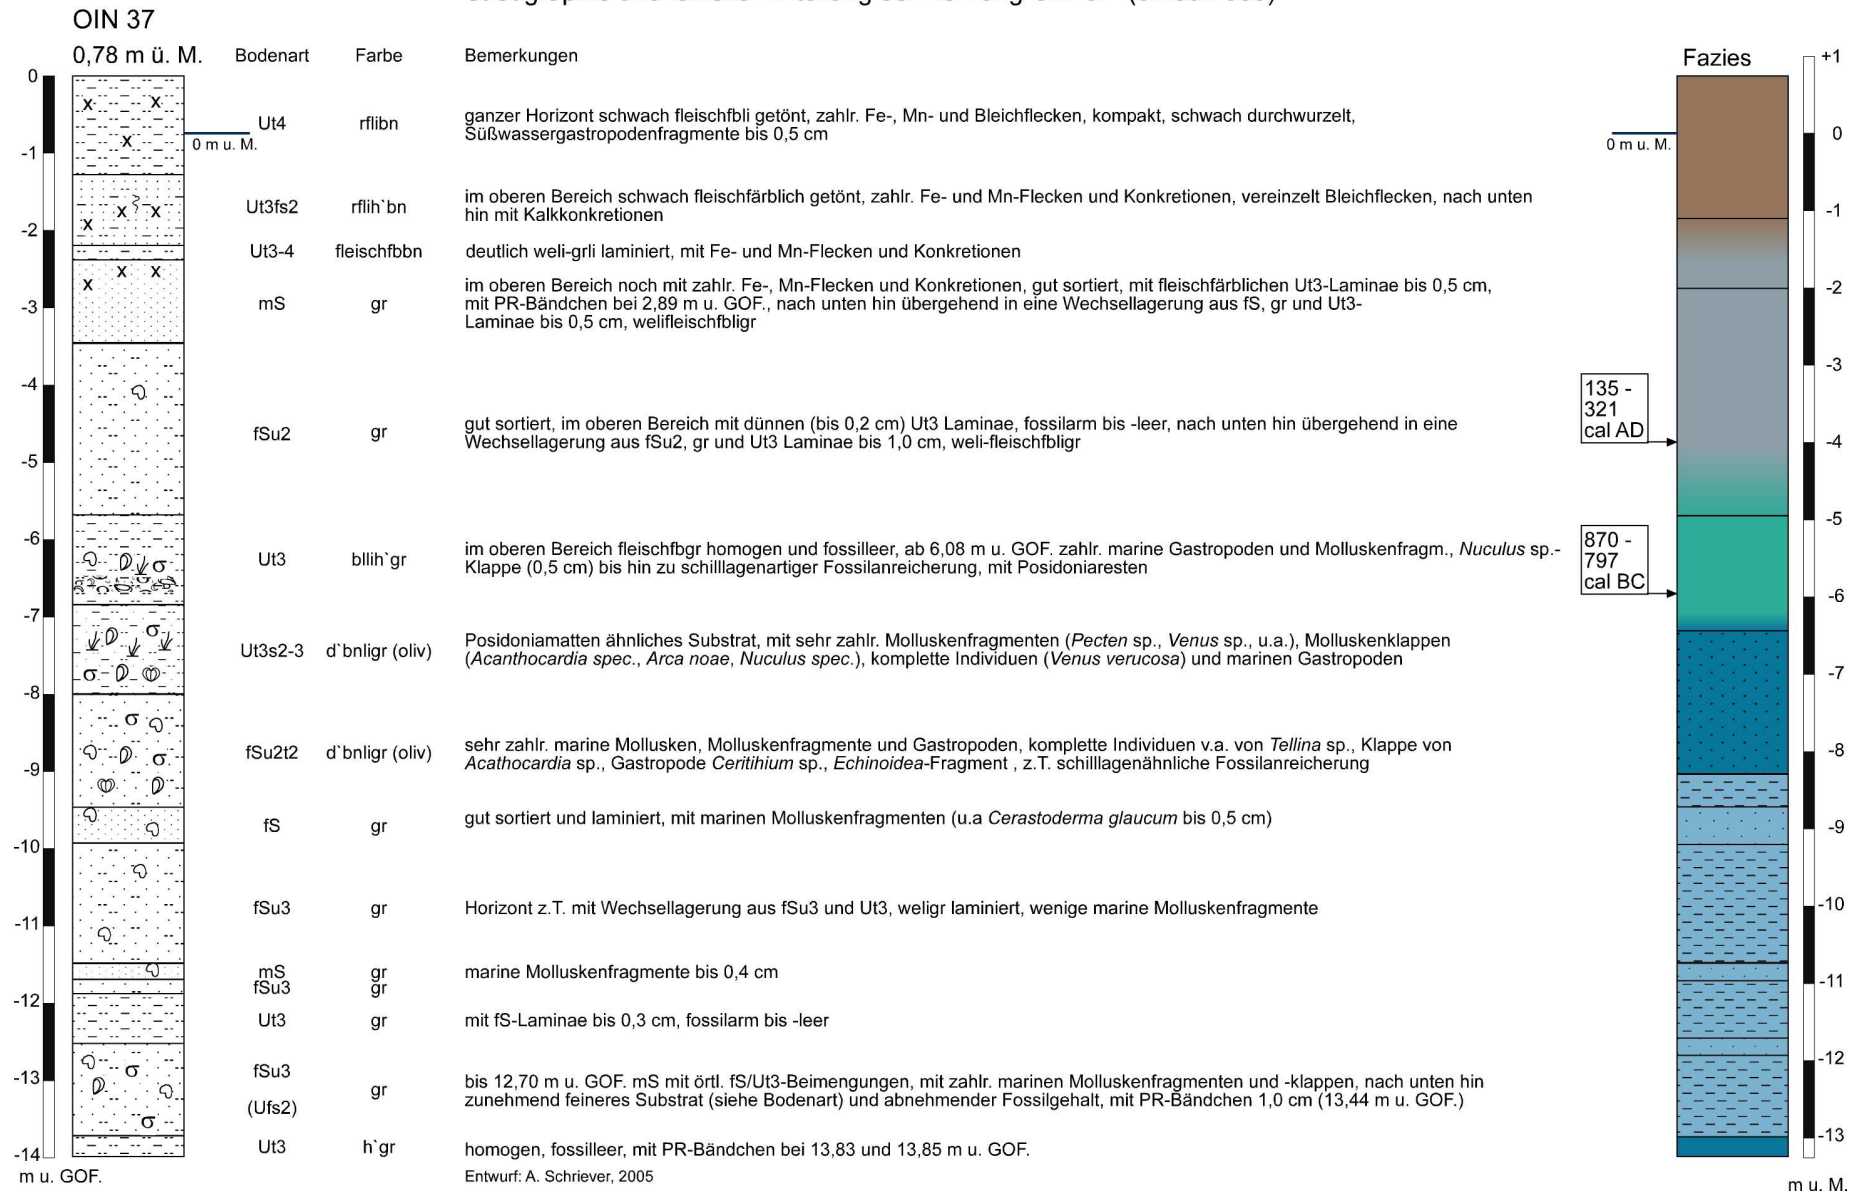 OIN 37
0,78 m ü. M.
Bodenart
Farbe
Bemerkungen
Fazies
Ut4
rflibn
ganzer Horizont schwach fleischfbli getönt, zahlr. Fe-, Mn- und Bleichflecken, kompakt, schwach durchwurzelt,
Süßwassergastropodenfragmente bis 0,5 cm
0 m u. M.
0 m u. M.
Ut3fs2
rflih`bn
im oberen Bereich schwach fleischfärblich getönt, zahlr. Fe- und Mn-Flecken und Konkretionen, vereinzelt Bleichflecken, nach unten
hin mit Kalkkonkretionen
Ut3-4
fleischfbbn
deutlich weli-grli laminiert, mit Fe- und Mn-Flecken und Konkretionen
mS
gr
im oberen Bereich noch mit zahlr. Fe-, Mn-Flecken und Konkretionen, gut sortiert, mit fleischfärblichen Ut3-Laminae bis 0,5 cm,
mit PR-Bändchen bei 2,89 m u. GOF., nach unten hin übergehend in eine Wechsellagerung aus fS, gr und Ut3-
Laminae bis 0,5 cm, welifleischfbligr
fSu2
gr
gut sortiert, im oberen Bereich mit dünnen (bis 0,2 cm) Ut3 Laminae, fossilarm bis -leer, nach unten hin übergehend in eine
Wechsellagerung aus fSu2, gr und Ut3 Laminae bis 1,0 cm, weli-fleischfbligr
135 -
321
cal AD
Ut3
bllih`gr
im oberen Bereich fleischfbgr homogen und fossilleer, ab 6,08 m u. GOF. zahlr. marine Gastropoden und Molluskenfragm., Nuculus sp.-
Klappe (0,5 cm) bis hin zu schilllagenartiger Fossilanreicherung, mit Posidoniaresten
870 -
797
cal BC
Ut3s2-3
d`bnligr (oliv)
Posidoniamatten ähnliches Substrat, mit sehr zahlr. Molluskenfragmenten (Pecten sp., Venus sp., u.a.), Molluskenklappen
(Acanthocardia spec., Arca noae, Nuculus spec.), komplette Individuen (Venus verucosa) und marinen Gastropoden
fSu2t2
d`bnligr (oliv)
sehr zahlr. marine Mollusken, Molluskenfragmente und Gastropoden, komplette Individuen v.a. von Tellina sp., Klappe von
Acathocardia sp., Gastropode Ceritihium sp., Echinoidea-Fragment , z.T. schilllagenähnliche Fossilanreicherung
fS
gr
gut sortiert und laminiert, mit marinen Molluskenfragmenten (u.a Cerastoderma glaucum bis 0,5 cm)
fSu3
gr
Horizont z.T. mit Wechsellagerung aus fSu3 und Ut3, weligr laminiert, wenige marine Molluskenfragmente
mS
gr
marine Molluskenfragmente bis 0,4 cm
fSu3
gr
Ut3
gr
mit fS-Laminae bis 0,3 cm, fossilarm bis -leer
fSu3
(Ufs2)
gr
bis 12,70 m u. GOF. mS mit örtl. fS/Ut3-Beimengungen, mit zahlr. marinen Molluskenfragmenten und -klappen, nach unten hin
zunehmend feineres Substrat (siehe Bodenart) und abnehmender Fossilgehalt, mit PR-Bändchen 1,0 cm (13,44 m u. GOF.)
Ut3
h`gr
homogen, fossilleer, mit PR-Bändchen bei 13,83 und 13,85 m u. GOF.
Entwurf: A. Schriever, 2005
0
-1
-2
-3
-4
-5
-6
-7
-8
-9
-10
-11
-12
-13
-14
m u. GOF.
+1
0
-1
-2
-3
-4
-5
-6
-7
-8
-9
-10
-11
-12
-13
m u. M.